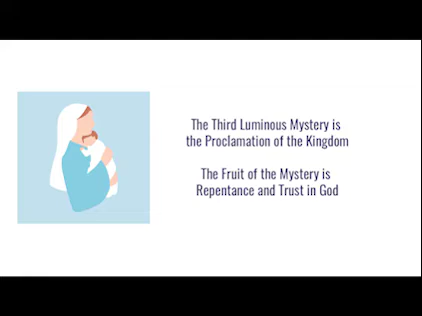 The Third Luminous Mystery is
the Proclamation of the Kingdom
The Fruit of the Mystery is
Repentance and Trust in God